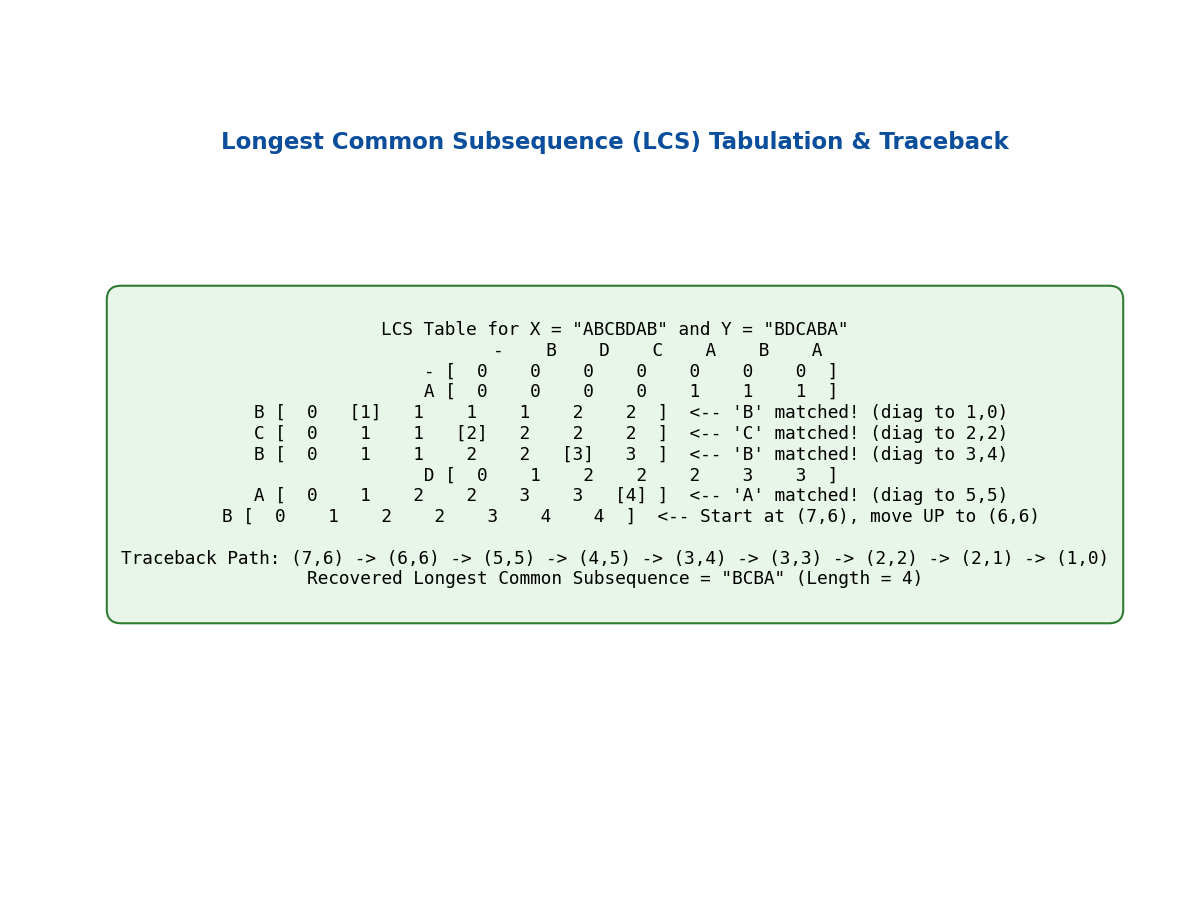 Longest Common Subsequence (LCS) Tabulation & Traceback
LCS Table for X = "ABCBDAB" and Y = "BDCABA"
-    B    D    C    A    B    A
- [  0    0    0    0    0    0    0  ]
A [  0    0    0    0    1    1    1  ]
B [  0   [1]   1    1    1    2    2  ]  <-- 'B' matched! (diag to 1,0)
C [  0    1    1   [2]   2    2    2  ]  <-- 'C' matched! (diag to 2,2)
B [  0    1    1    2    2   [3]   3  ]  <-- 'B' matched! (diag to 3,4)
D [  0    1    2    2    2    3    3  ]
A [  0    1    2    2    3    3   [4] ]  <-- 'A' matched! (diag to 5,5)
B [  0    1    2    2    3    4    4  ]  <-- Start at (7,6), move UP to (6,6)
Traceback Path: (7,6) -> (6,6) -> (5,5) -> (4,5) -> (3,4) -> (3,3) -> (2,2) -> (2,1) -> (1,0)
Recovered Longest Common Subsequence = "BCBA" (Length = 4)